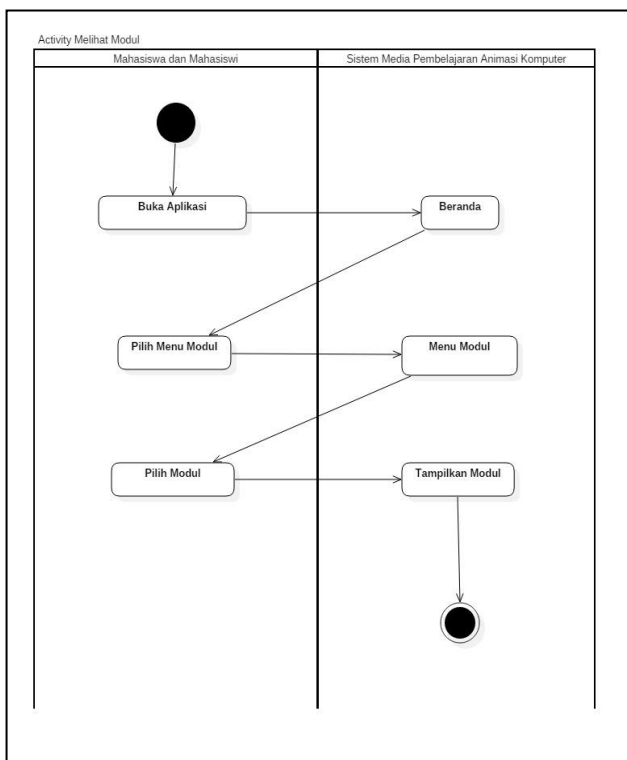 Activity Melihat Modul
Mahasiswa dan Mahasiswi
Sistem Media Pembelajaran Animasi Komputer
Buka Aplikasi
Beranda
Pilih Menu Modul
Menu Modul
Pilih Modul
Tampilkan Modul